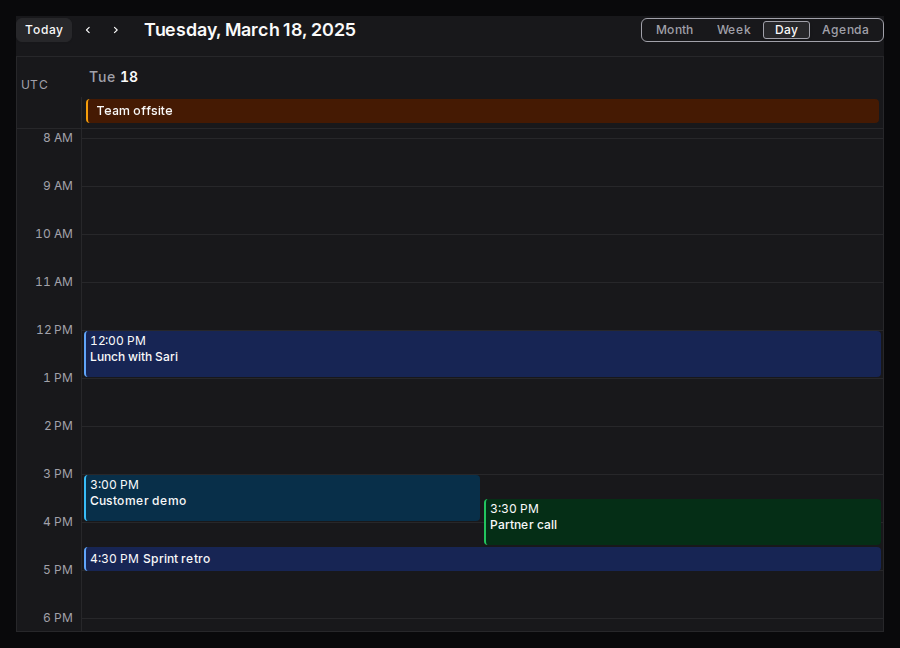 Today
Tuesday, March 18, 2025
Month Week Day Agenda
UTC
Tue 18
Team offsite
8 AM
9 AM
10 AM
11 AM
12 PM
12:00 PM
Lunch with Sari
1 PM
2 PM
3 PM
3:00 PM
Customer demo
3:30 PM
Partner call
4 PM
4:30 PM Sprint retro
5 PM
6 PM